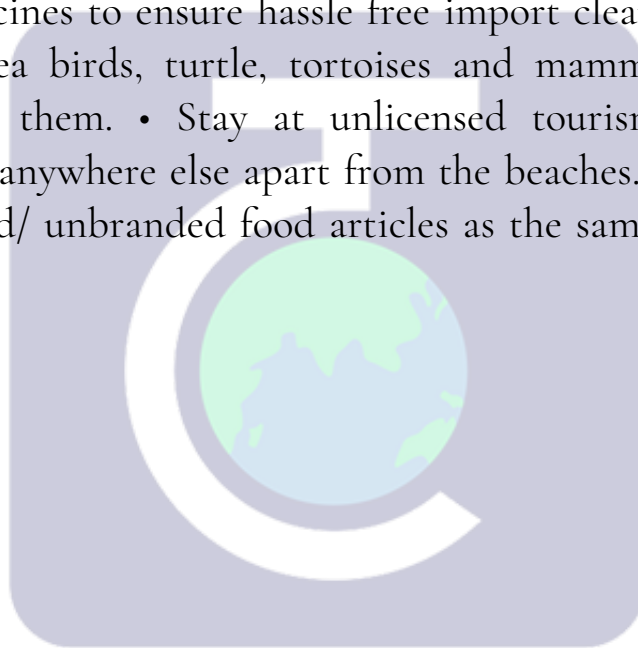 cines to ensure hassle free import clea
ea birds, turtle, tortoises and mamm
them. • Stay at unlicensed touris
anywhere else apart from the beaches.
d/ unbranded food articles as the sam